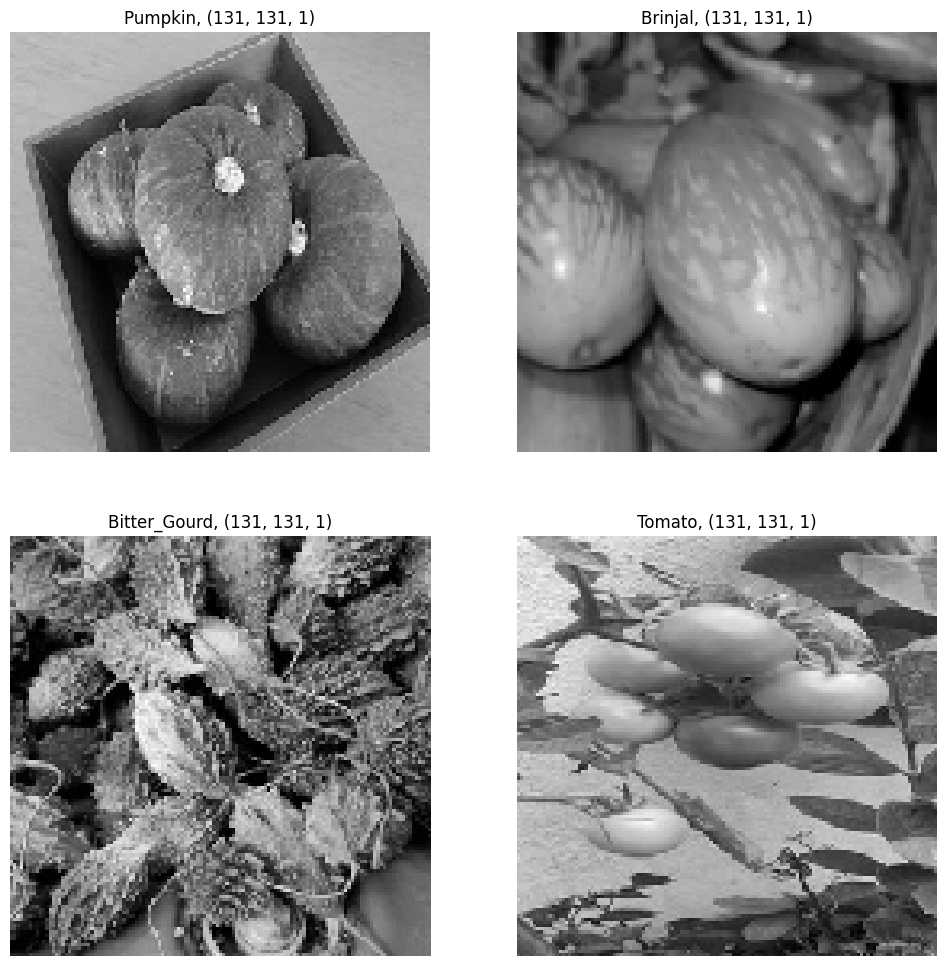 Pumpkin, (131, 131, 1)
Brinjal, (131, 131, 1)
Bitter_Gourd, (131, 131, 1)
Tomato, (131, 131, 1)